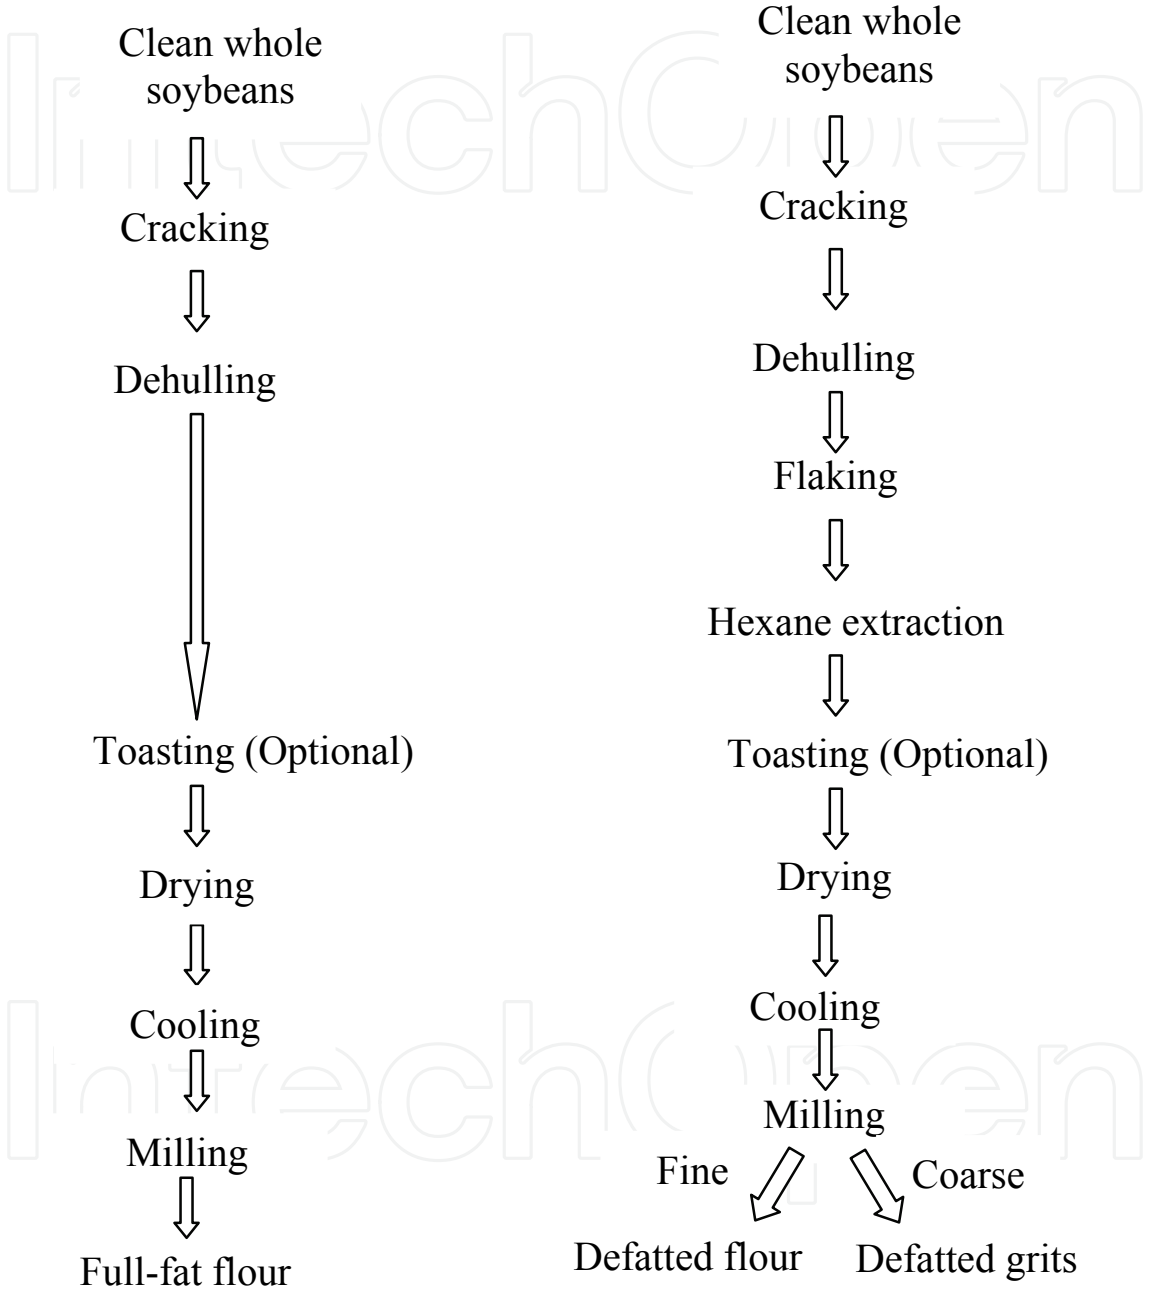 Clean whole
soybeans
Cracking
Dehulling
Toasting (Optional)
Drying
Cooling
Milling
Full-fat flour
Clean whole
soybeans
Cracking
Dehulling
Flaking
Hexane extraction
Toasting (Optional)
Drying
Cooling
Milling
Fine
Coarse
Defatted flour
Defatted grits
IntechOpen
IntechOpen